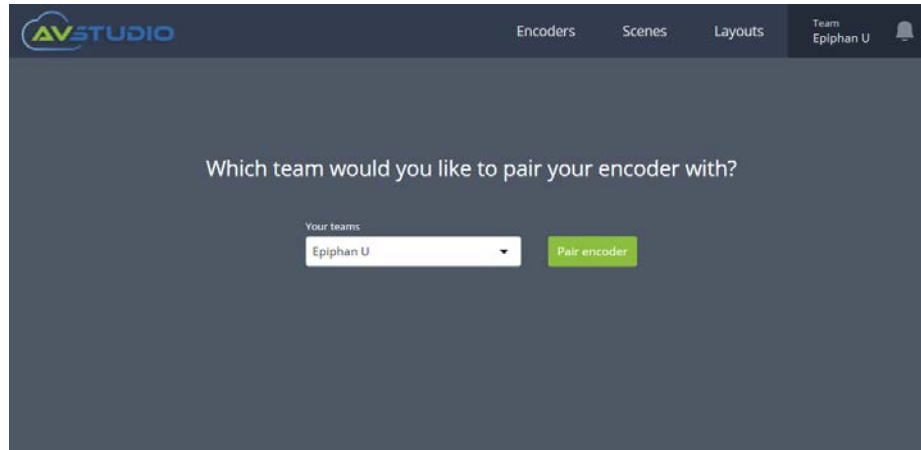 AVSTUDIO
Encoders Scenes Layouts
Team
Epiphan U
Which team would you like to pair your encoder with?
Your teams
Epiphan U
Pair encoder